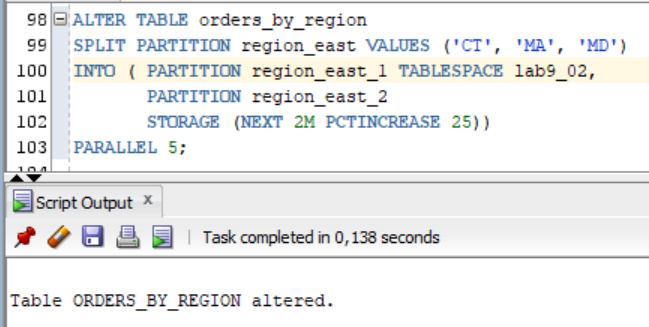 98 ALTER TABLE orders_by_region
99 SPLIT PARTITION region_east VALUES ('CT', 'MA', 'MD')
100 INTO ( PARTITION region_east_1 TABLESPACE lab9_02,
101 PARTITION region_east_2
102 STORAGE (NEXT 2M PCTINCREASE 25))
103 PARALLEL 5;
Script Output x
Task completed in 0,138 seconds
Table ORDERS_BY_REGION altered.